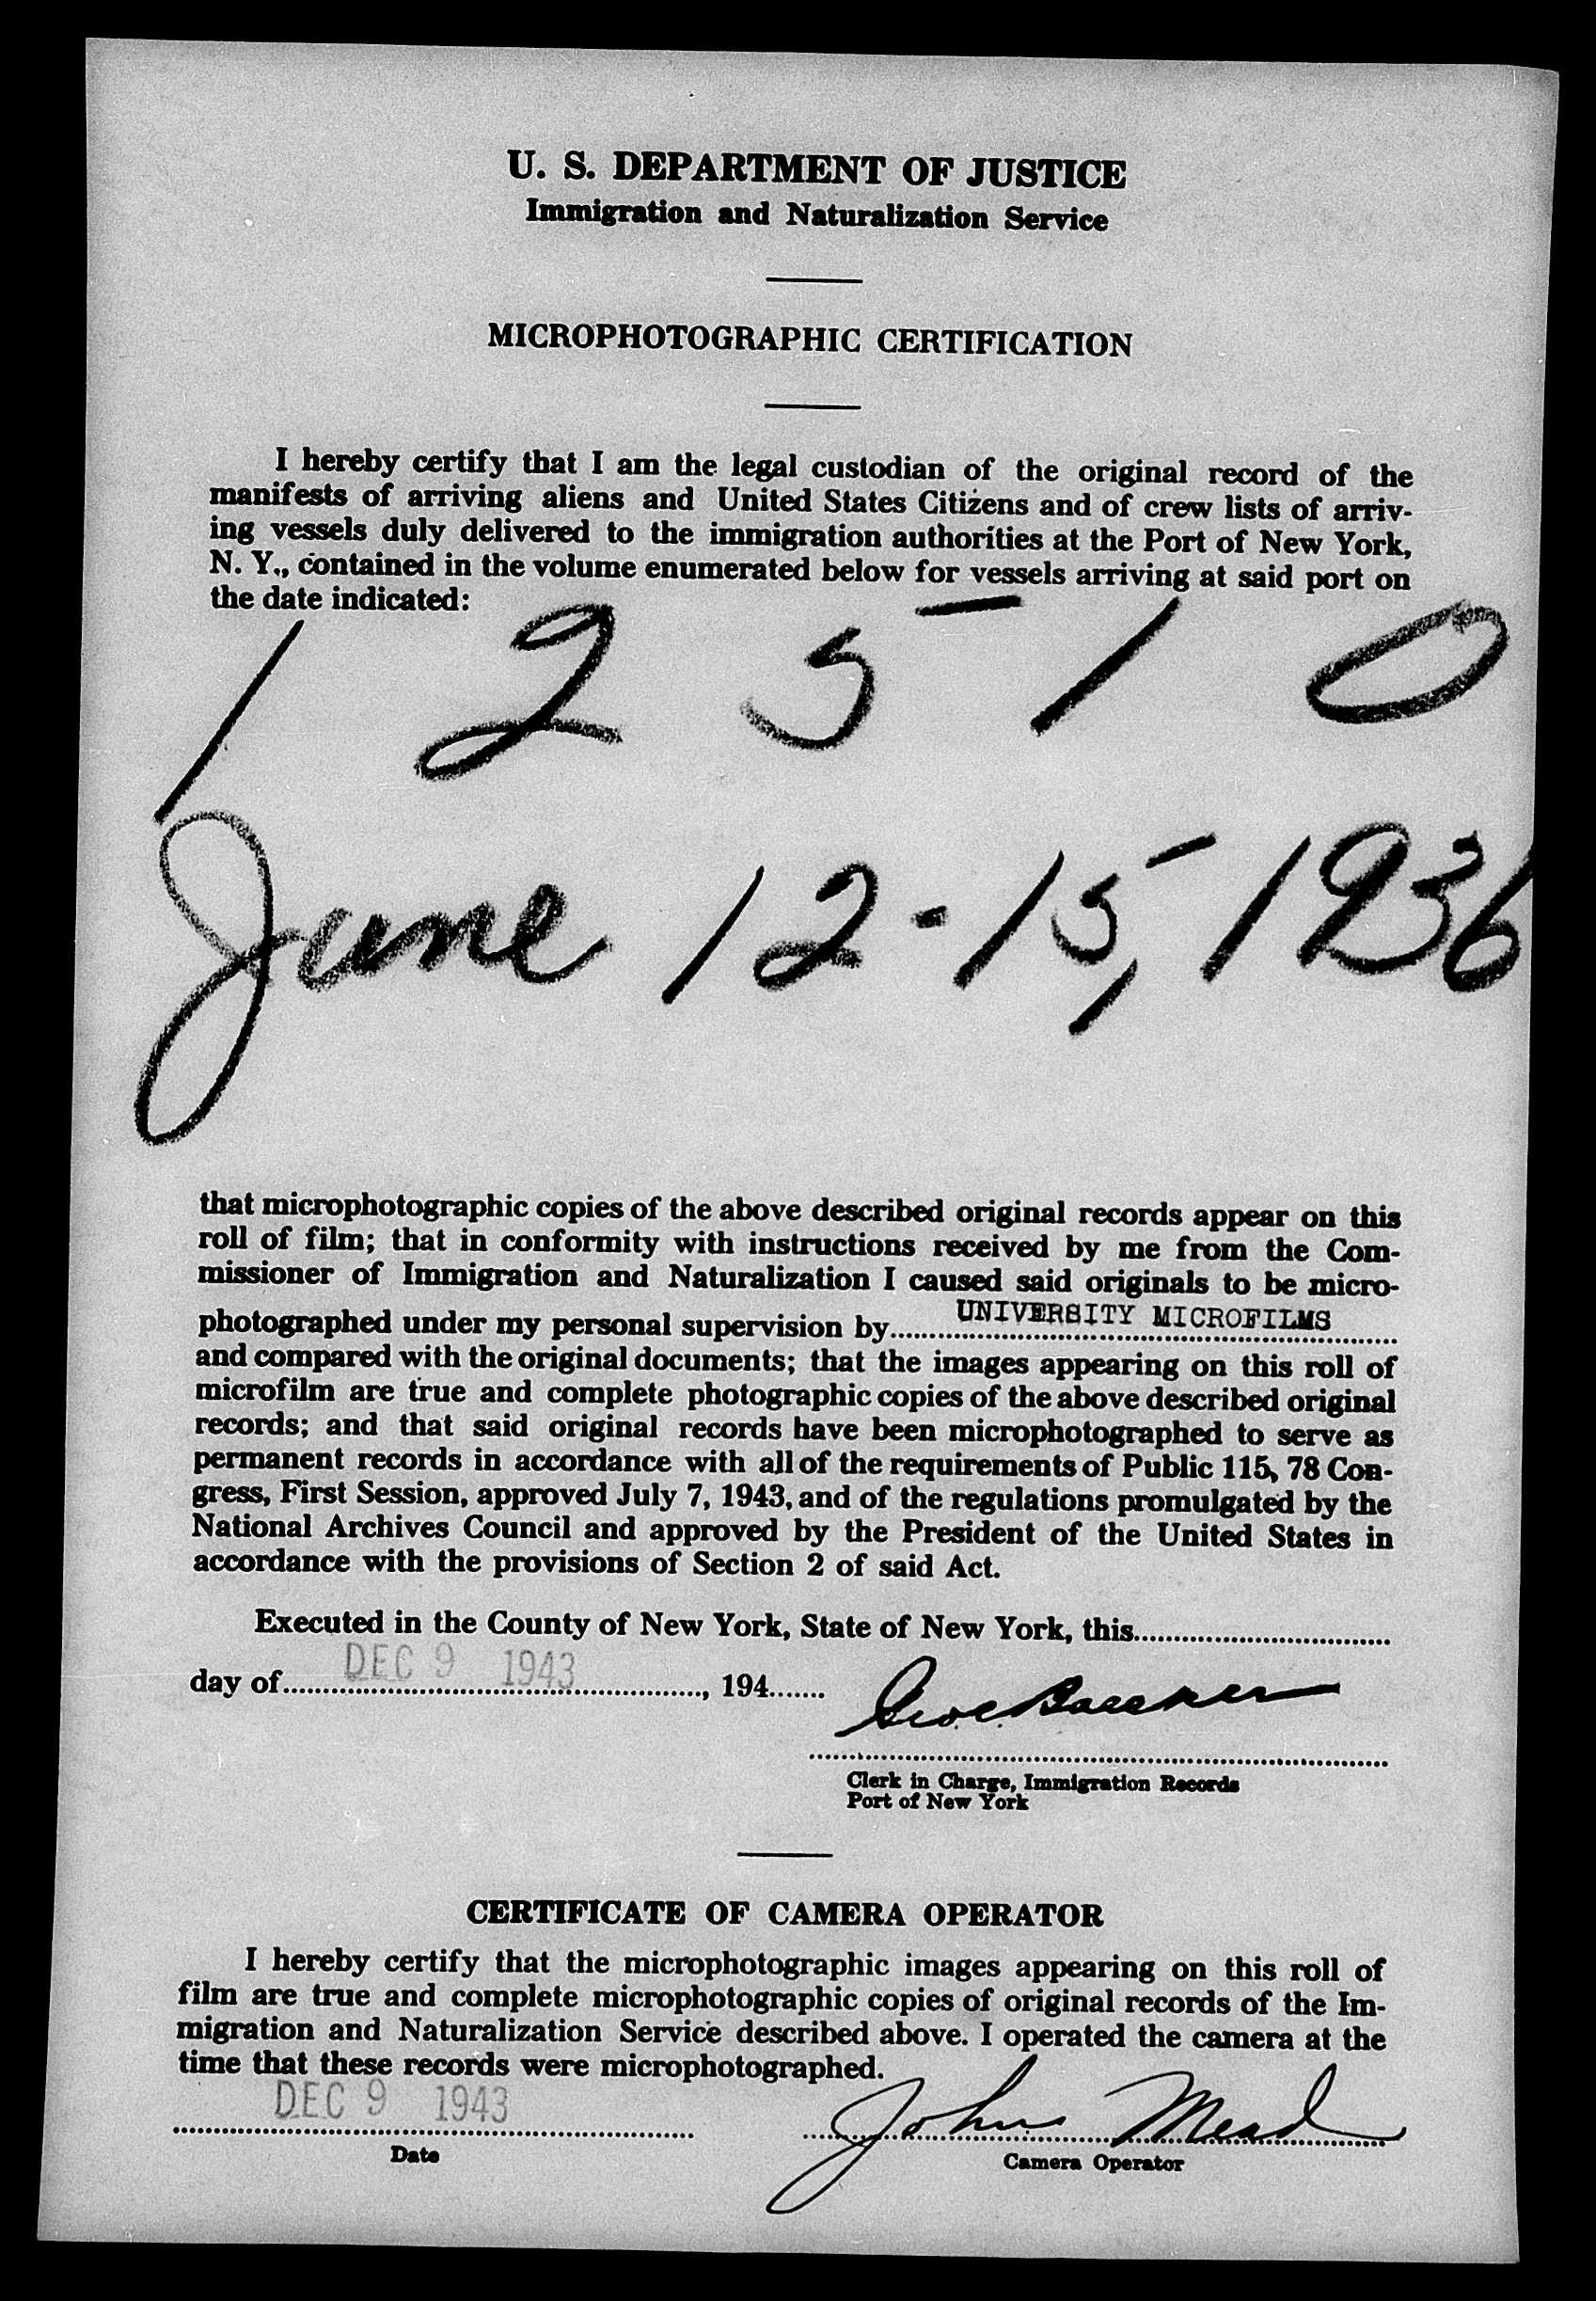 U. S. DEPARTMENT OF JUSTICE
Immigration and Naturalization Service
MICROPHOTOGRAPHIC CERTIFICATION
I hereby certify that I am the legal custodian of the original record of the
manifests of arriving aliens and United States Citizens and of crew lists of arriv-
ing vessels duly delivered to the immigration authorities at the Port of New York,
N. Y., contained in the volume enumerated below for vessels arriving at said port on
the date indicated:
1 2 5 1 0
June 12-15, 1936
that microphotographic copies of the above described original records appear on this
roll of film; that in conformity with instructions received by me from the Com-
missioner of Immigration and Naturalization I caused said originals to be micro-
photographed under my personal supervision by UNIVERSITY MICROFILMS
and compared with the original documents; that the images appearing on this roll of
microfilm are true and complete photographic copies of the above described original
records; and that said original records have been microphotographed to serve as
permanent records in accordance with all of the requirements of Public 115, 78 Con-
gress, First Session, approved July 7, 1943, and of the regulations promulgated by the
National Archives Council and approved by the President of the United States in
accordance with the provisions of Section 2 of said Act.
Executed in the County of New York, State of New York, this
day of DEC 9 1943, 194
Clerk in Charge, Immigration Records
Port of New York
CERTIFICATE OF CAMERA OPERATOR
I hereby certify that the microphotographic images appearing on this roll of
film are true and complete microphotographic copies of original records of the Im-
migration and Naturalization Service described above. I operated the camera at the
time that these records were microphotographed.
DEC 9 1943 John Mead
Date Camera Operator